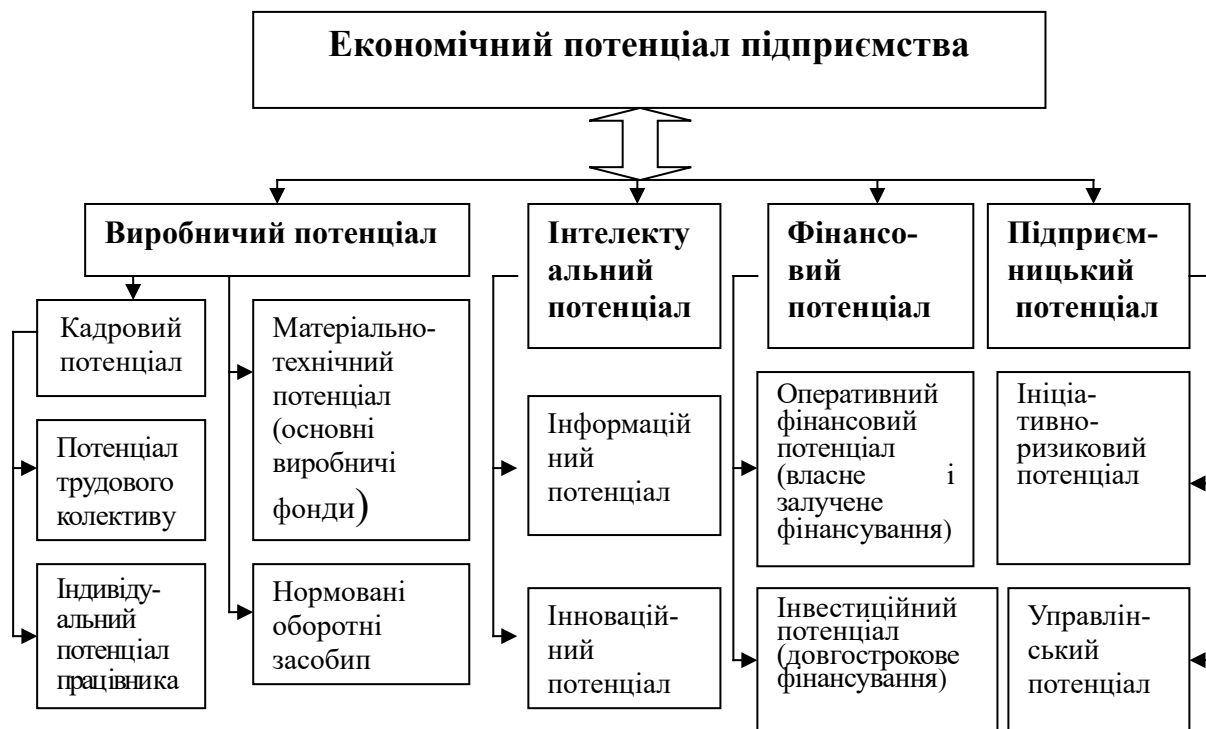 Економічний потенціал підприємства
Виробничий потенціал
Інтелекту
альний
потенціал
Фінансо-
вий
потенціал
Підприєм-
ницький
потенціал
Кадровий
потенціал
Матеріально-
технічний
потенціал
(основні
виробничі
фонди)
Потенціал
трудового
колективу
Індивіду-
альний
потенціал
працівника
Нормовані
оборотні
засобип
Інформацій
ний
потенціал
Інновацій-
ний
потенціал
Оперативний
фінансовий
потенціал
(власне і
залучене
фінансування)
Інвестиційний
потенціал
(довгострокове
фінансування)
Ініціа-
тивно-
ризиковий
потенціал
Управлін-
ський
потенціал